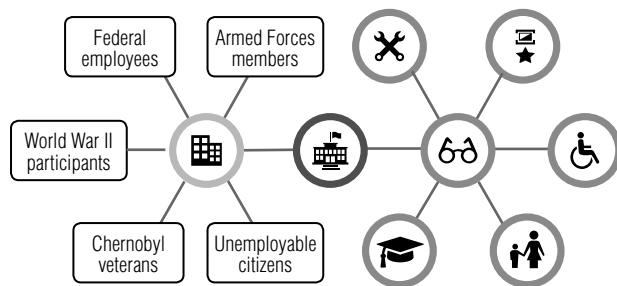 Federal
employees
Armed Forces
members
World War II
participants
Chernobyl
veterans
Unemployable
citizens